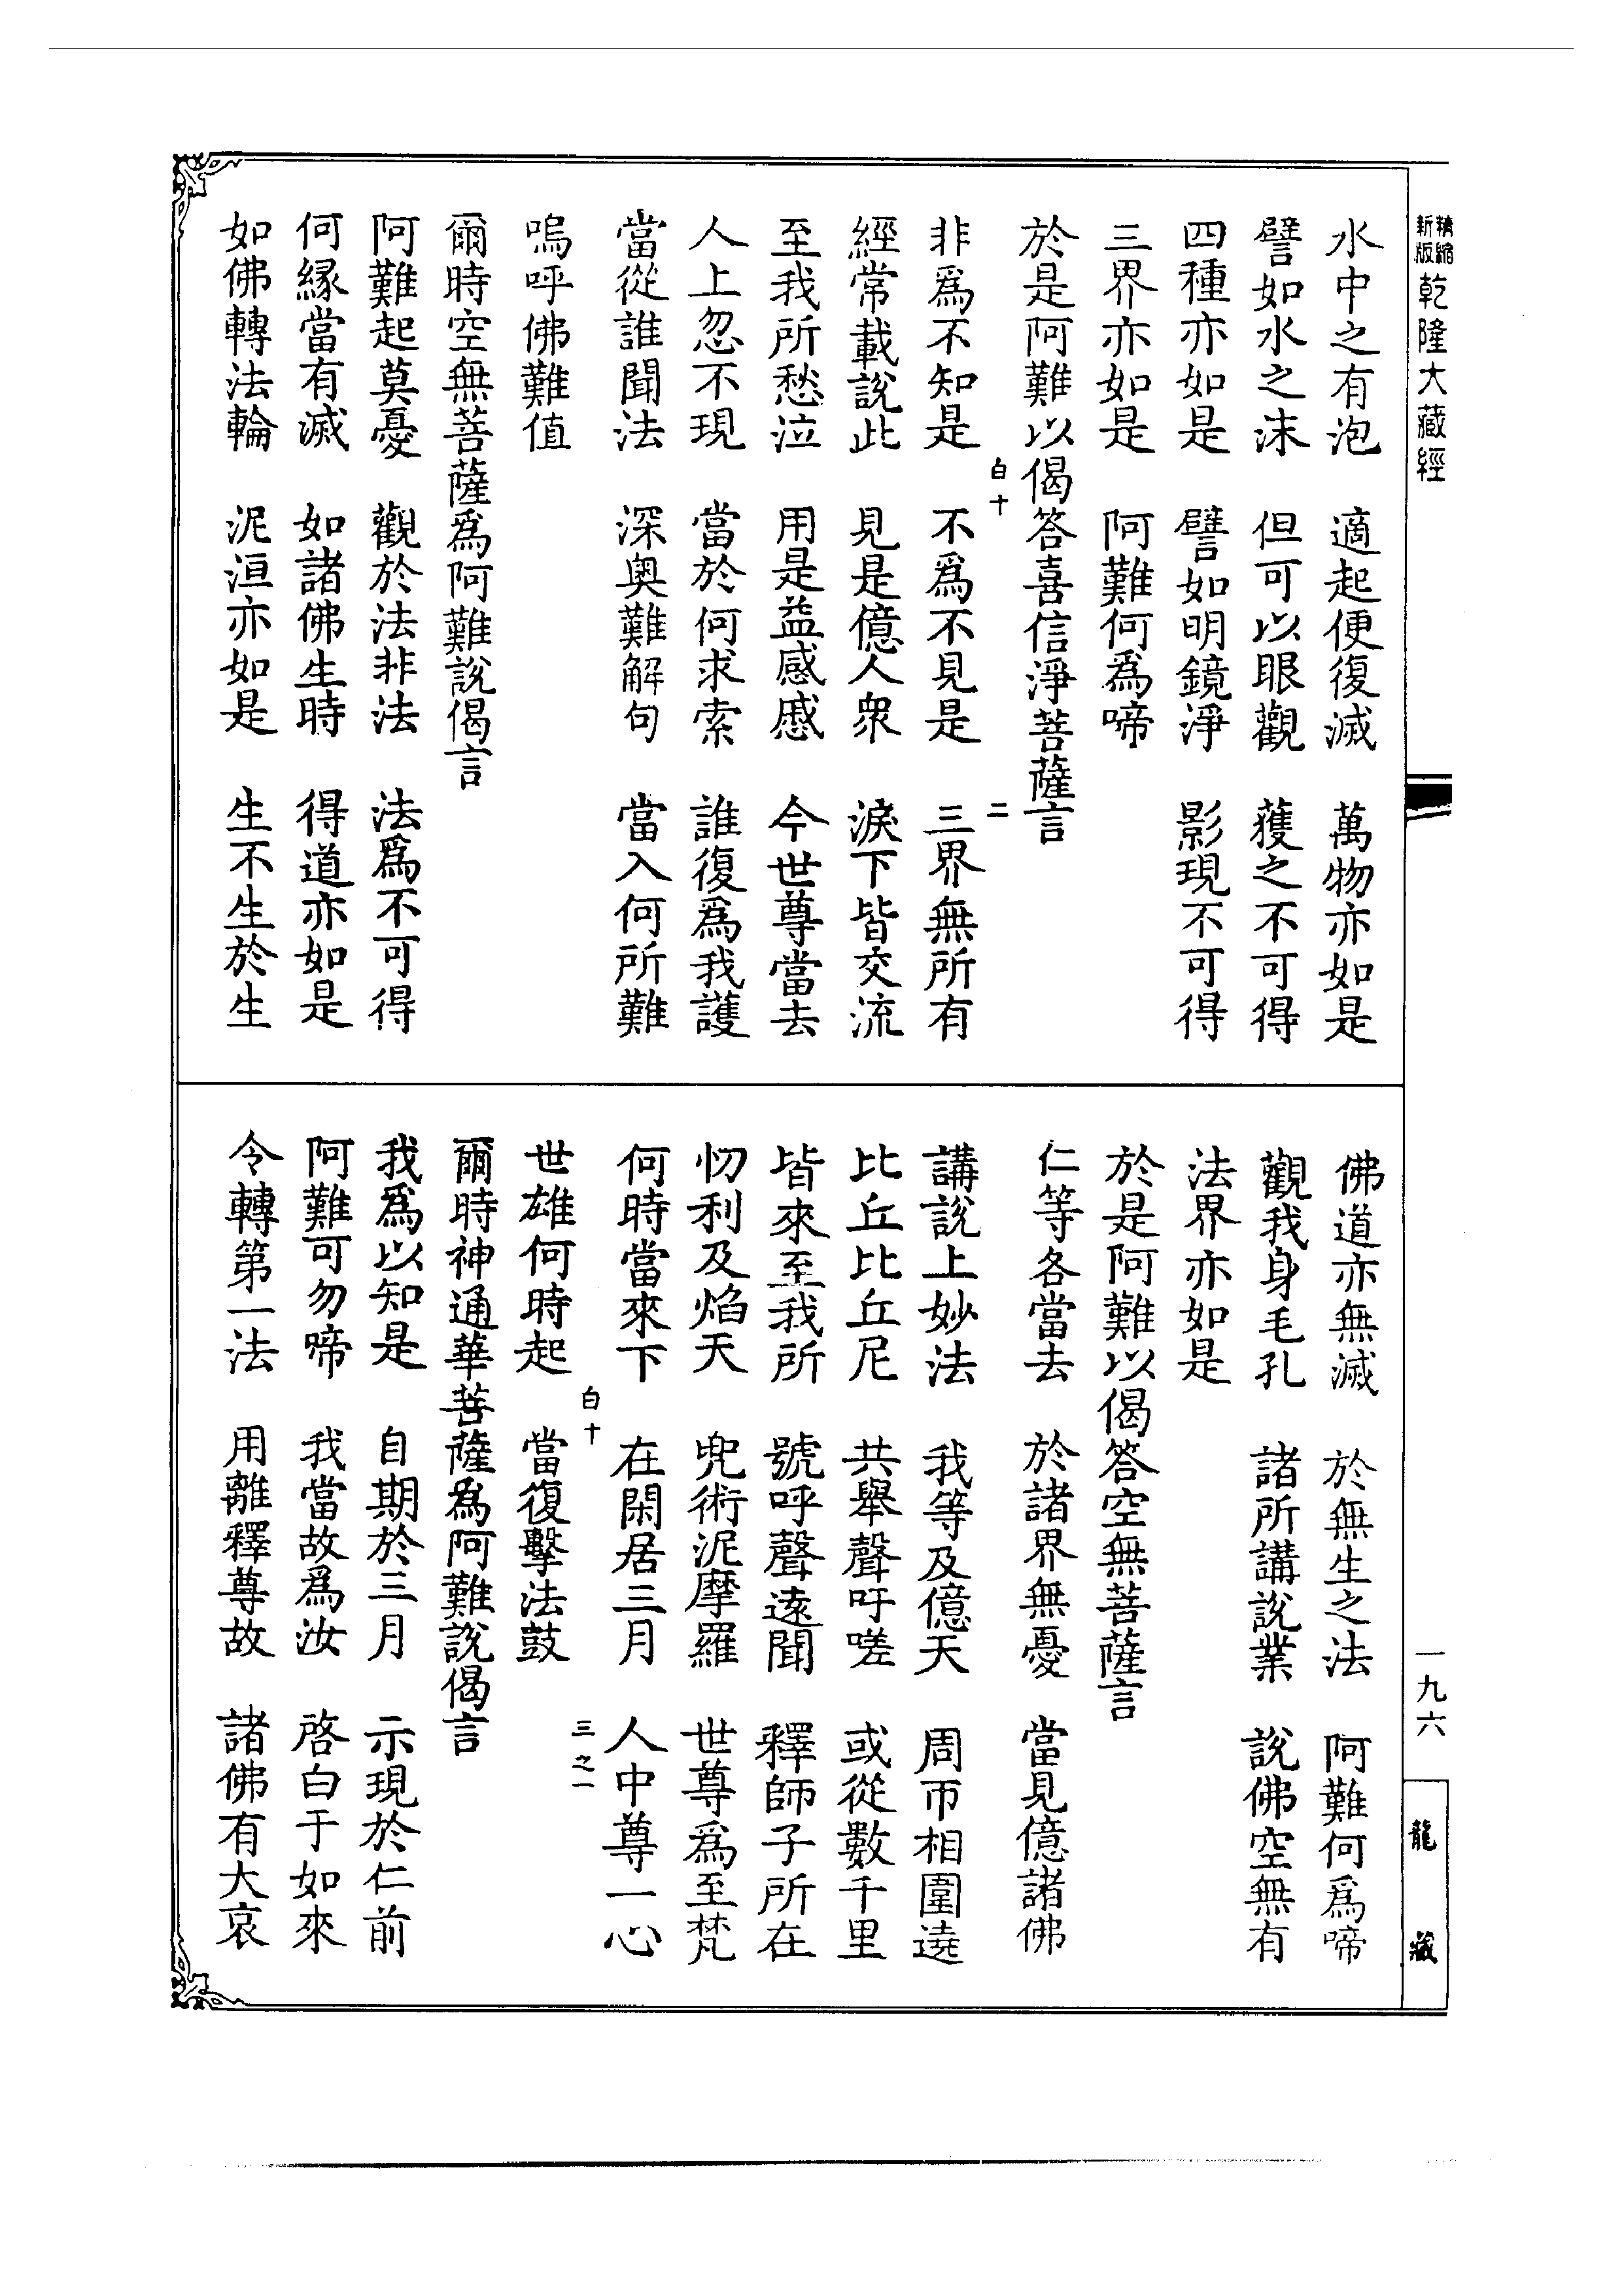 精縮新版乾隆大藏經
水中之有泡　適起便復滅　萬物亦如是
譬如水之沫　但可以眼觀　獲之不可得
四種亦如是　譬如明鏡淨　影現不可得
三界亦如是　阿難何爲啼
於是阿難以偈答喜信淨菩薩言
白十　二
非爲不知是　不爲不見是　三界無所有
經常載說此　見是億人衆　淚下皆交流
至我所愁泣　用是益感慼　今世尊當去
人上忽不現　當於何求索　誰復爲我護
當從誰聞法　深奧難解句　當入何所難
嗚呼佛難值
爾時空無菩薩爲阿難說偈言
阿難起莫憂　觀於法非法　法爲不可得
何緣當有滅　如諸佛生時　得道亦如是
如佛轉法輪　泥洹亦如是　生不生於生
佛道亦無滅　於無生之法　阿難何爲啼
觀我身毛孔　諸所講說業　說佛空無有
法界亦如是
於是阿難以偈答空無菩薩言
仁等各當去　於諸界無憂　當見億諸佛
講說上妙法　我等及億天　周帀相圍遶
比丘比丘尼　共舉聲吁嗟　或從數千里
皆來至我所　號呼聲遠聞　釋師子所在
忉利及焰天　兜術泥摩羅　世尊爲至梵
何時當來下　在閑居三月　人中尊一心
白十　三之一
世雄何時起　當復擊法鼓
爾時神通華菩薩爲阿難說偈言
我爲以知是　自期於三月　示現於仁前
阿難可勿啼　我當故爲汝　啓白于如來
令轉第一法　用離釋尊故　諸佛有大哀
一九六
龍藏